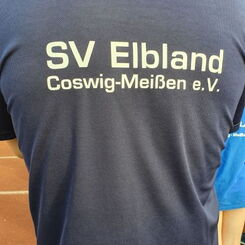 SV Elbland
Coswig-Meißen e.V.